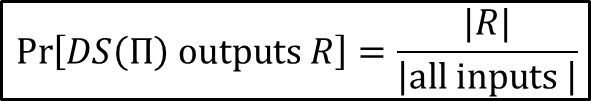 Pr[DS(Π) outputs R] = |R| / |all inputs |